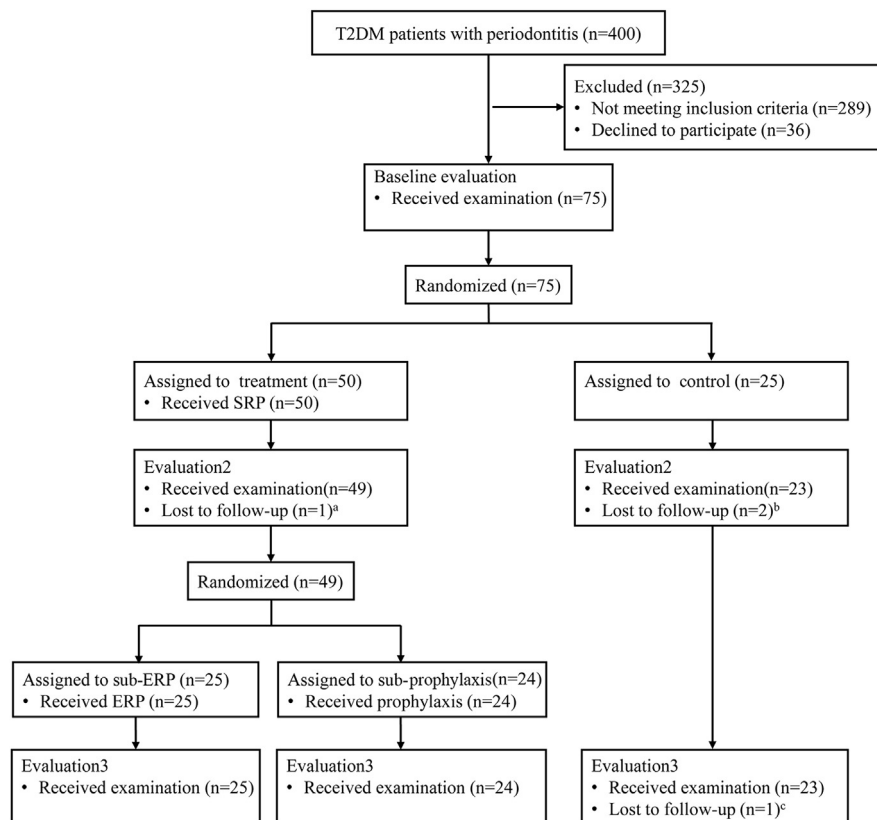 T2DM patients with periodontitis (n=400)
Excluded (n=325)
• Not meeting inclusion criteria (n=289)
• Declined to participate (n=36)
Baseline evaluation
• Received examination (n=75)
Randomized (n=75)
Assigned to treatment (n=50)
• Received SRP (n=50)
Assigned to control (n=25)
Evaluation2
• Received examination(n=49)
• Lost to follow-up (n=1)ᵃ
Evaluation2
• Received examination(n=23)
• Lost to follow-up (n=2)ᵇ
Randomized (n=49)
Assigned to sub-ERP (n=25)
• Received ERP (n=25)
Assigned to sub-prophylaxis(n=24)
• Received prophylaxis (n=24)
Evaluation3
• Received examination (n=25)
Evaluation3
• Received examination (n=24)
Evaluation3
• Received examination (n=23)
• Lost to follow-up (n=1)ᶜ